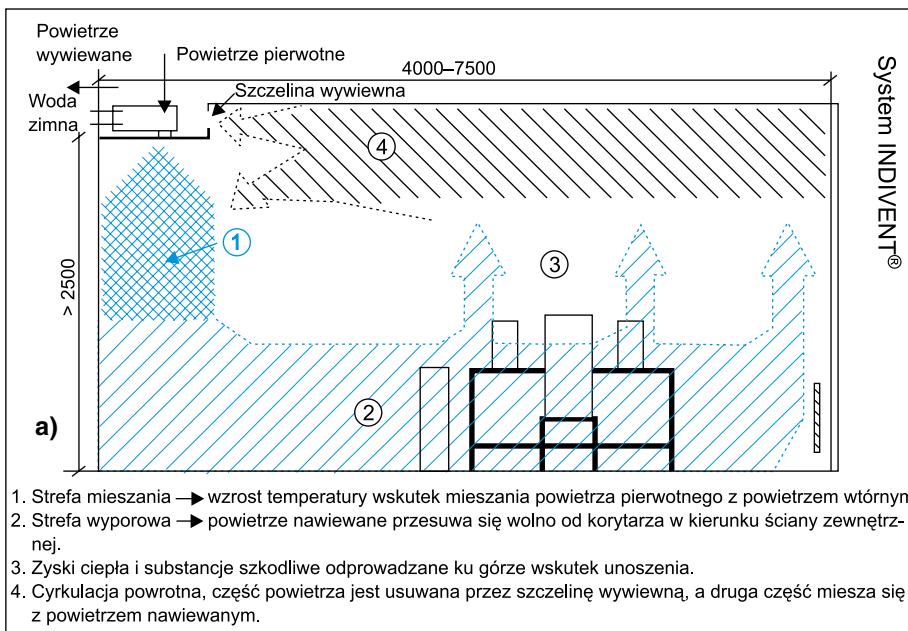 Powietrze
wywiewane
Powietrze pierwotne
4000–7500
Woda
zimna
Szczelina wywiewna
System INDIVENT®
4
1
3
> 2500
2
a)
1. Strefa mieszania → wzrost temperatury wskutek mieszania powietrza pierwotnego z powietrzem wtórnym
2. Strefa wyporowa → powietrze nawiewane przesuwa się wolno od korytarza w kierunku ściany zewnętrz-
nej.
3. Zyski ciepła i substancje szkodliwe odprowadzane ku górze wskutek unoszenia.
4. Cyrkulacja powrotna, część powietrza jest usuwana przez szczelinę wywiewną, a druga część miesza się
z powietrzem nawiewanym.